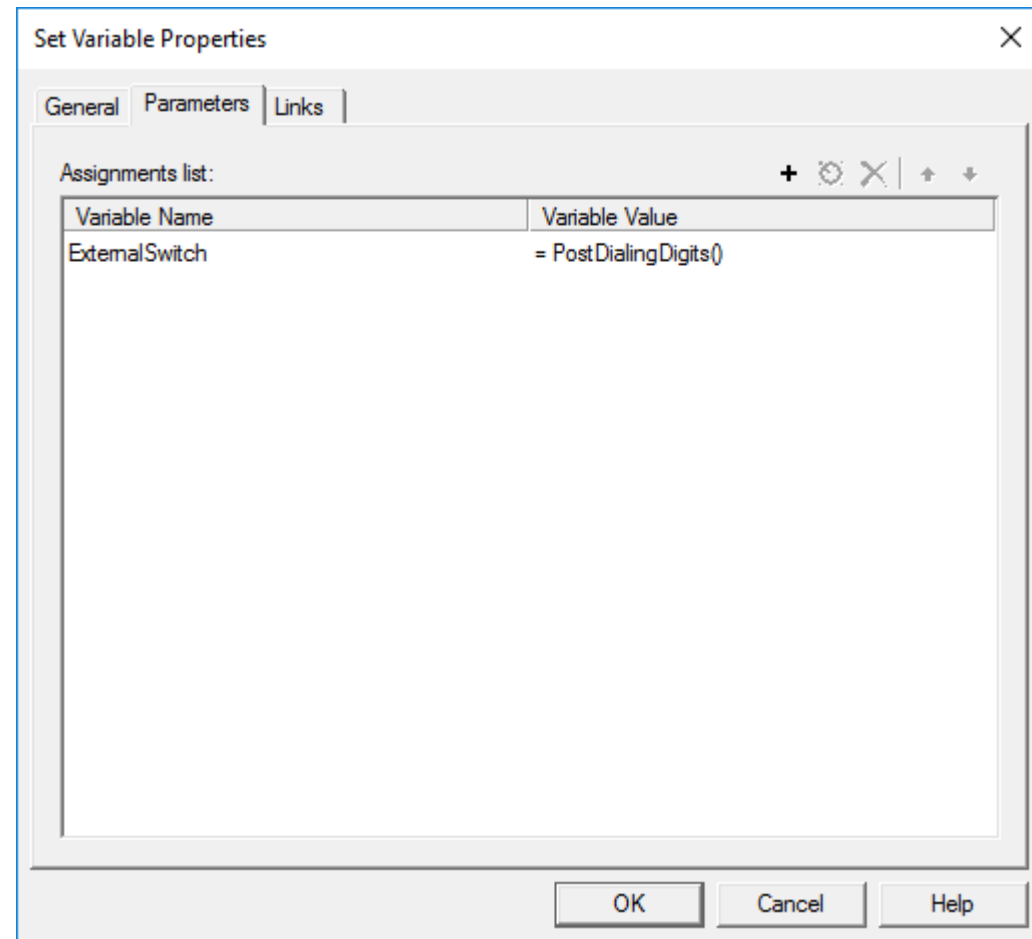 Set Variable Properties
General Parameters Links
Assignments list:
Variable Name Variable Value
ExternalSwitch = PostDialingDigits()
OK Cancel Help